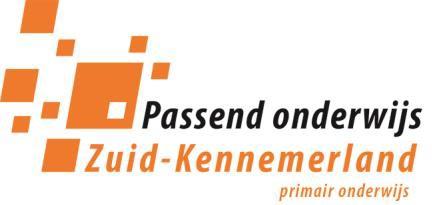 Passend onderwijs
Zuid-Kennemerland
primair onderwijs